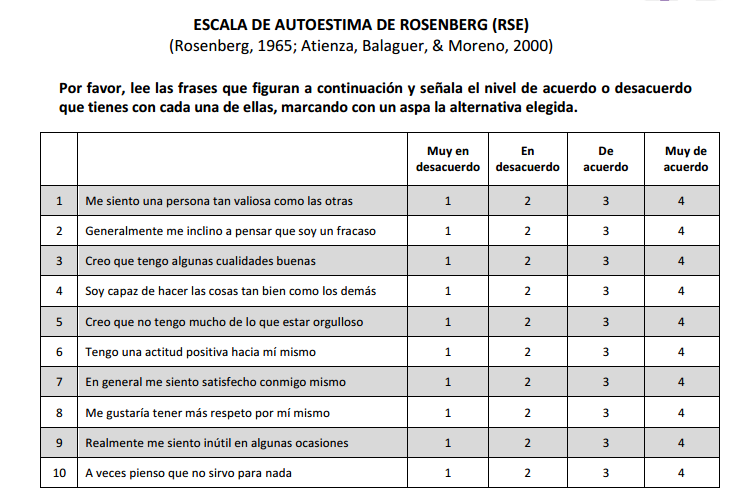 ESCALA DE AUTOESTIMA DE ROSENBERG (RSE)
(Rosenberg, 1965; Atienza, Balaguer, & Moreno, 2000)
Por favor, lee las frases que figuran a continuación y señala el nivel de acuerdo o desacuerdo
que tienes con cada una de ellas, marcando con un aspa la alternativa elegida.
Muy en desacuerdo En desacuerdo De acuerdo Muy de acuerdo
1 Me siento una persona tan valiosa como las otras 1 2 3 4
2 Generalmente me inclino a pensar que soy un fracaso 1 2 3 4
3 Creo que tengo algunas cualidades buenas 1 2 3 4
4 Soy capaz de hacer las cosas tan bien como los demás 1 2 3 4
5 Creo que no tengo mucho de lo que estar orgulloso 1 2 3 4
6 Tengo una actitud positiva hacia mí mismo 1 2 3 4
7 En general me siento satisfecho conmigo mismo 1 2 3 4
8 Me gustaría tener más respeto por mí mismo 1 2 3 4
9 Realmente me siento inútil en algunas ocasiones 1 2 3 4
10 A veces pienso que no sirvo para nada 1 2 3 4